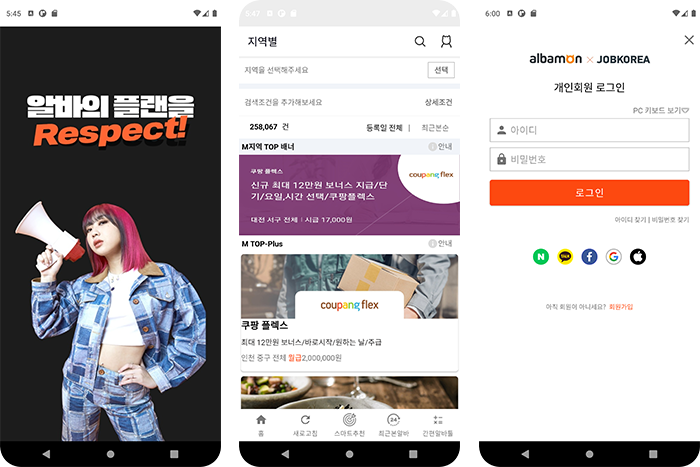 5:45
알바의 플랜을
Respect!
5:47
지역별
지역을 선택해주세요
선택
검색조건을 추가해보세요
상세조건
258,067 건
등록일 전체 | 최근본순
M지역 TOP 배너
안내
쿠팡 플렉스
신규 최대 12만원 보너스 지급/단
기/요일,시간 선택/쿠팡플렉스
대전 서구 전체 | 시급 17,000원
coupang flex
M TOP-Plus
안내
coupang flex
쿠팡 플렉스
최대 12만원 보너스/바로시작/원하는 날/주급
인천 중구 전체 월급2,000,000원
홈
새로고침
스마트추천
24
최근본알바
간편알바툴
6:00
albamon × JOBKOREA
개인회원 로그인
PC 키보드 보기
아이디
비밀번호
로그인
아이디 찾기 | 비밀번호 찾기
N
TALK
f
G
아직 회원이 아니세요? 회원가입